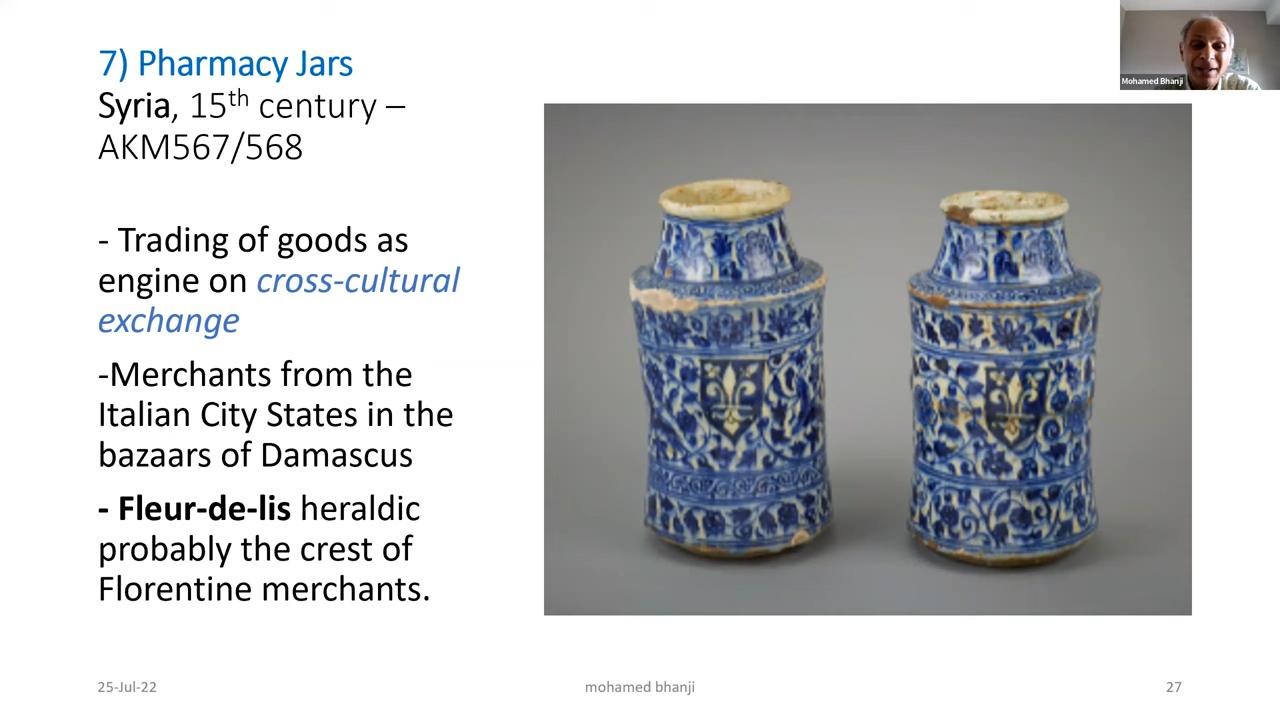 7) Pharmacy Jars
Syria, 15th century –
AKM567/568
- Trading of goods as
engine on cross-cultural
exchange
-Merchants from the
Italian City States in the
bazaars of Damascus
- Fleur-de-lis heraldic
probably the crest of
Florentine merchants.
Mohamed Bhanji
25-Jul-22
mohamed bhanji
27